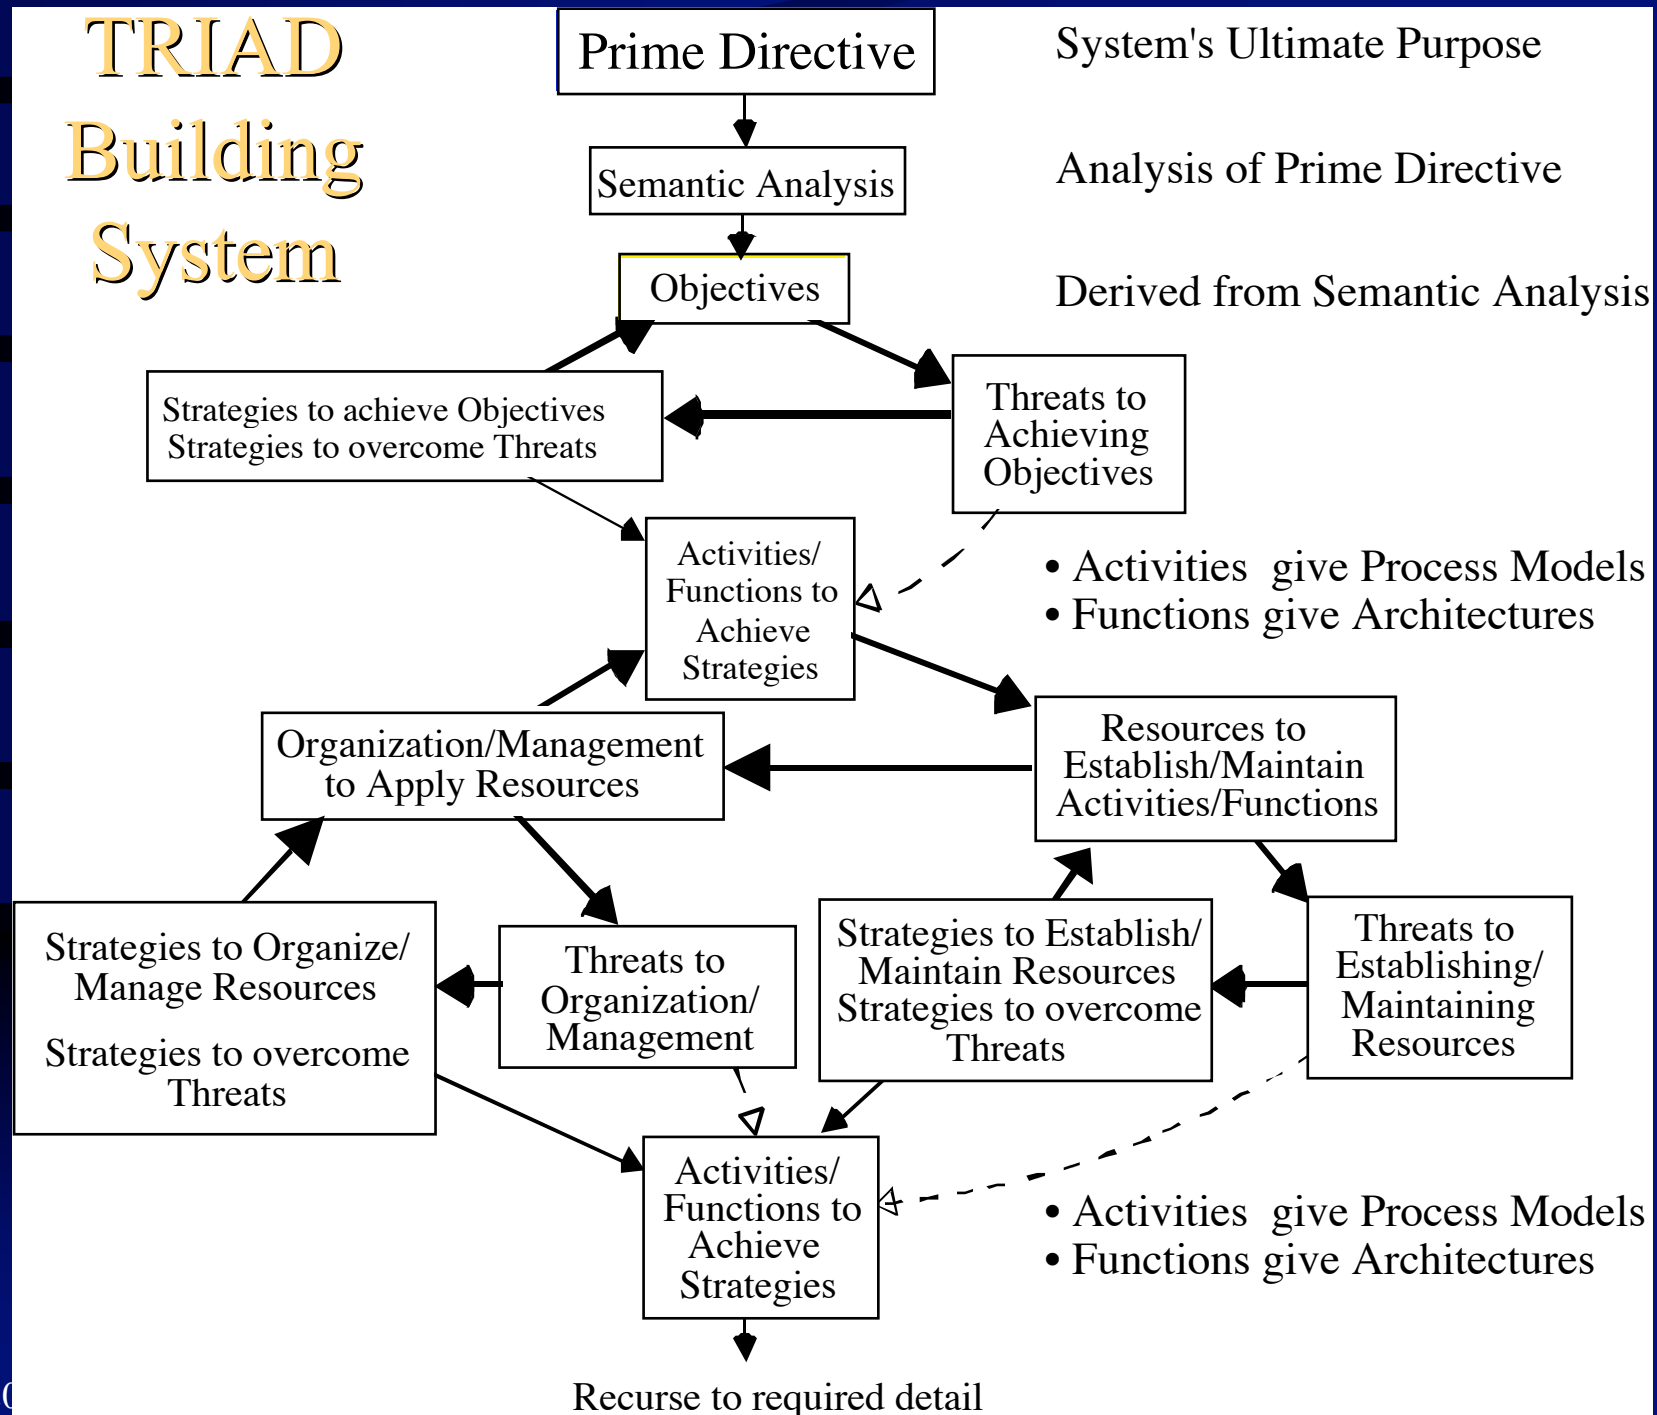 TRIAD
Building
System
Prime Directive
System's Ultimate Purpose
Semantic Analysis
Analysis of Prime Directive
Objectives
Derived from Semantic Analysis
Strategies to achieve Objectives
Strategies to overcome Threats
Threats to
Achieving
Objectives
Activities/
Functions to
Achieve
Strategies
• Activities give Process Models
• Functions give Architectures
Organization/Management
to Apply Resources
Resources to
Establish/Maintain
Activities/Functions
Strategies to Organize/
Manage Resources
Strategies to overcome
Threats
Threats to
Organization/
Management
Strategies to Establish/
Maintain Resources
Strategies to overcome
Threats
Threats to
Establishing/
Maintaining
Resources
Activities/
Functions to
Achieve
Strategies
• Activities give Process Models
• Functions give Architectures
Recurse to required detail